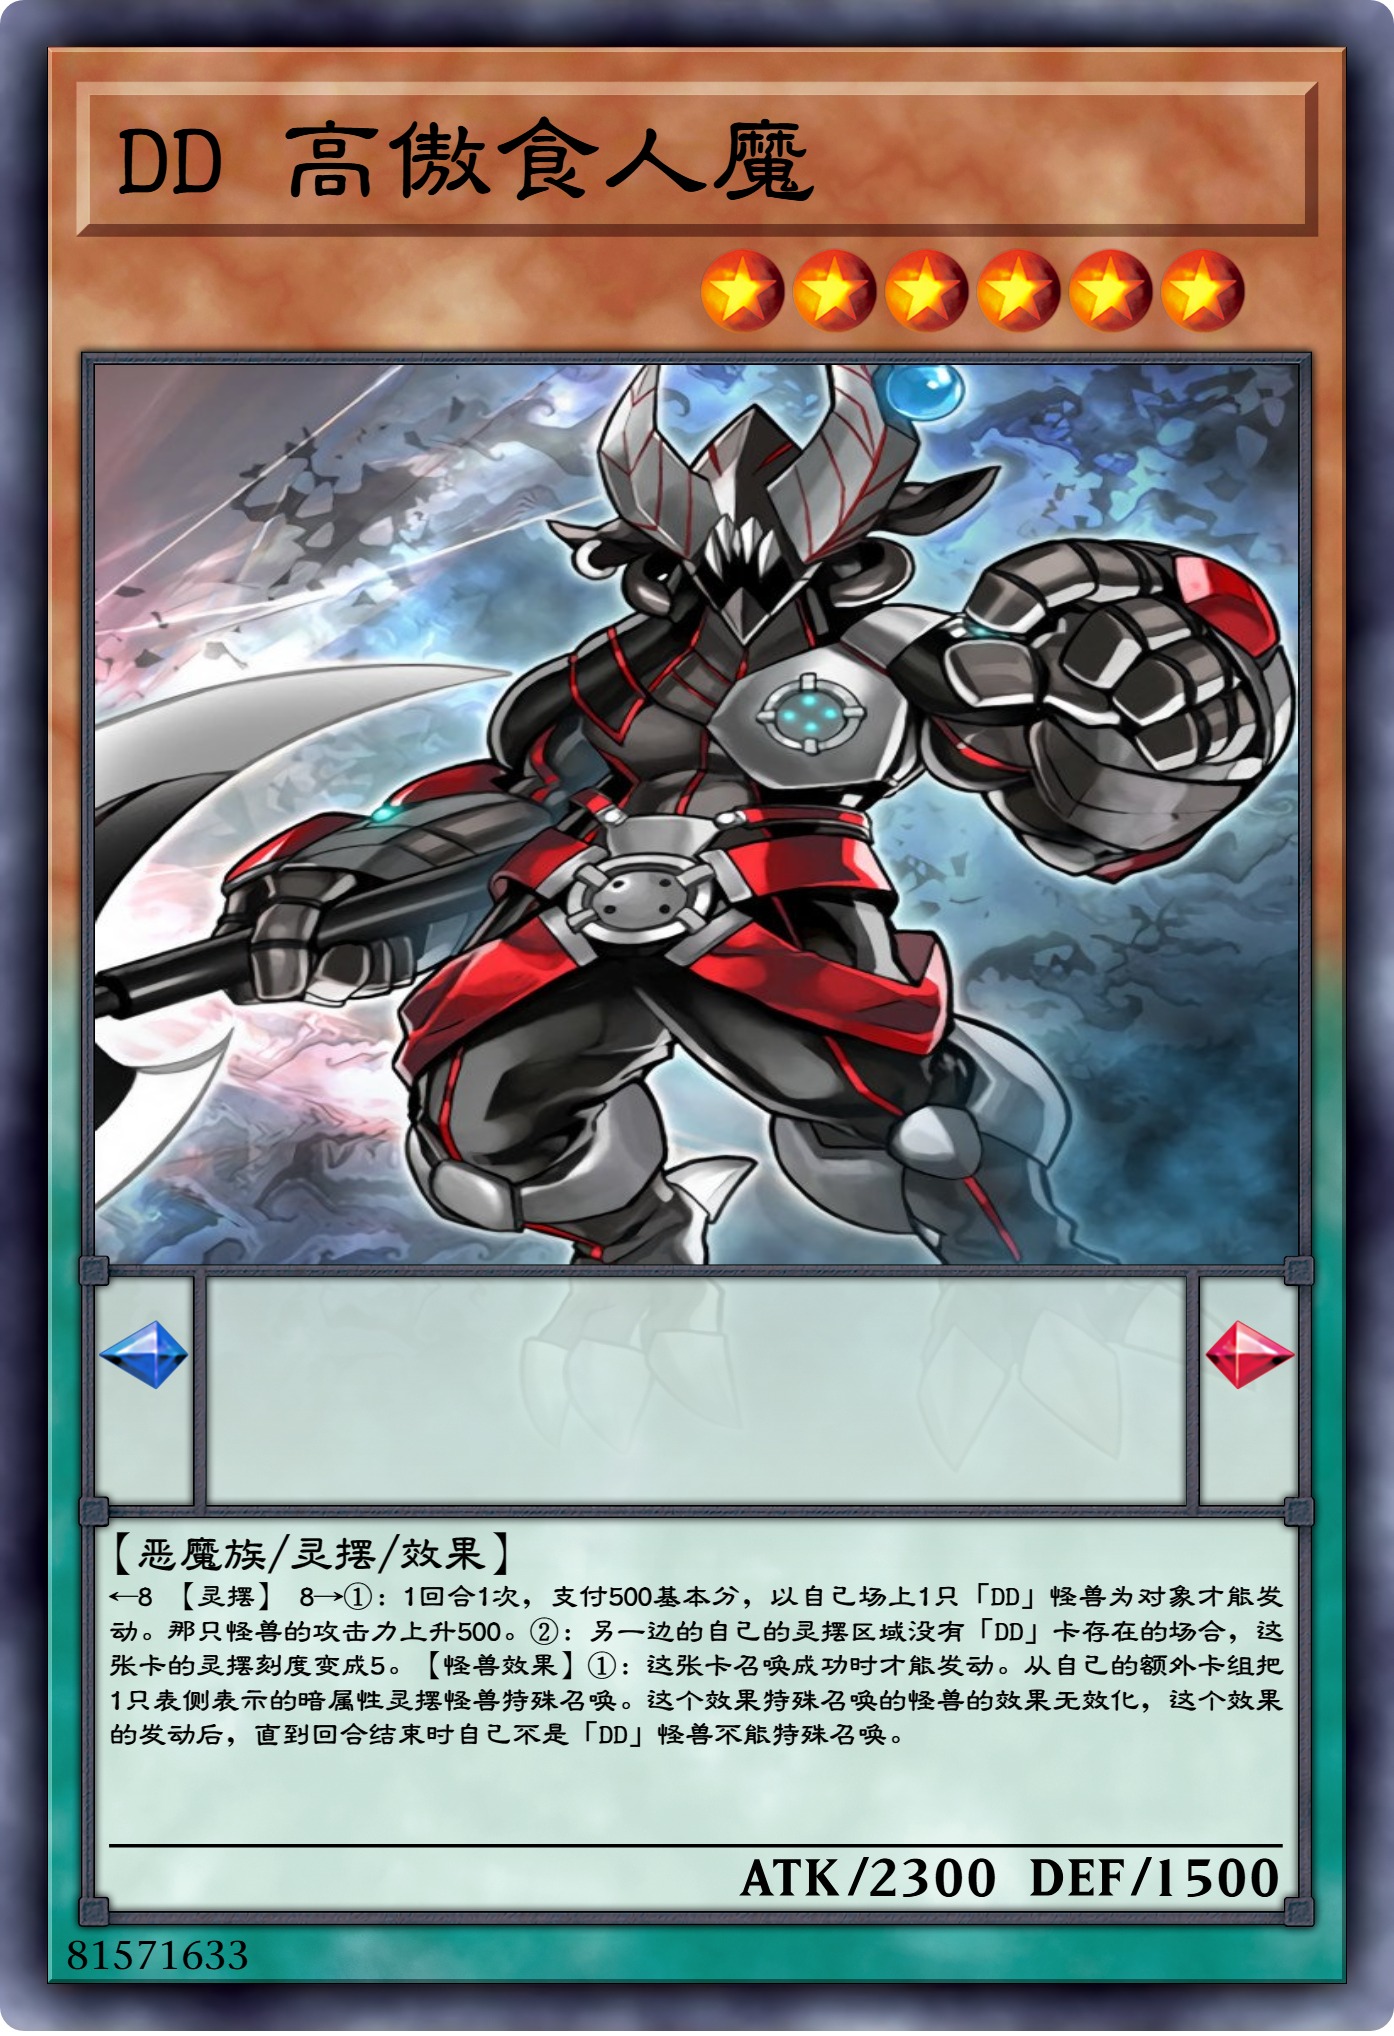 DD 高傲食人魔
【恶魔族/灵摆/效果】
←8 【灵摆】 8→①：1回合1次，支付500基本分，以自己场上1只「DD」怪兽为对象才能发
动。那只怪兽的攻击力上升500。②：另一边的自己的灵摆区域没有「DD」卡存在的场合，这
张卡的灵摆刻度变成5。【怪兽效果】①：这张卡召唤成功时才能发动。从自己的额外卡组把
1只表侧表示的暗属性灵摆怪兽特殊召唤。这个效果特殊召唤的怪兽的效果无效化，这个效果
的发动后，直到回合结束时自己不是「DD」怪兽不能特殊召唤。
ATK/2300 DEF/1500
81571633